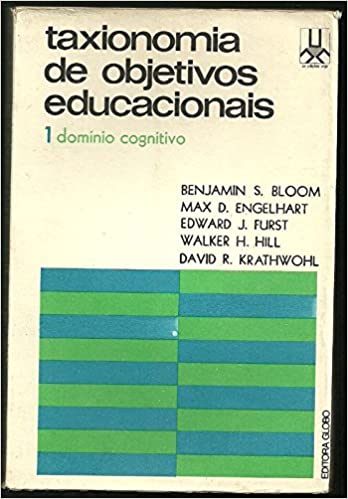 taxionomia
de objetivos
educacionais
1 domínio cognitivo
BENJAMIN S. BLOOM
MAX D. ENGELHART
EDWARD J. FURST
WALKER H. HILL
DAVID R. KRATHWOHL
EDITORA GLOBO